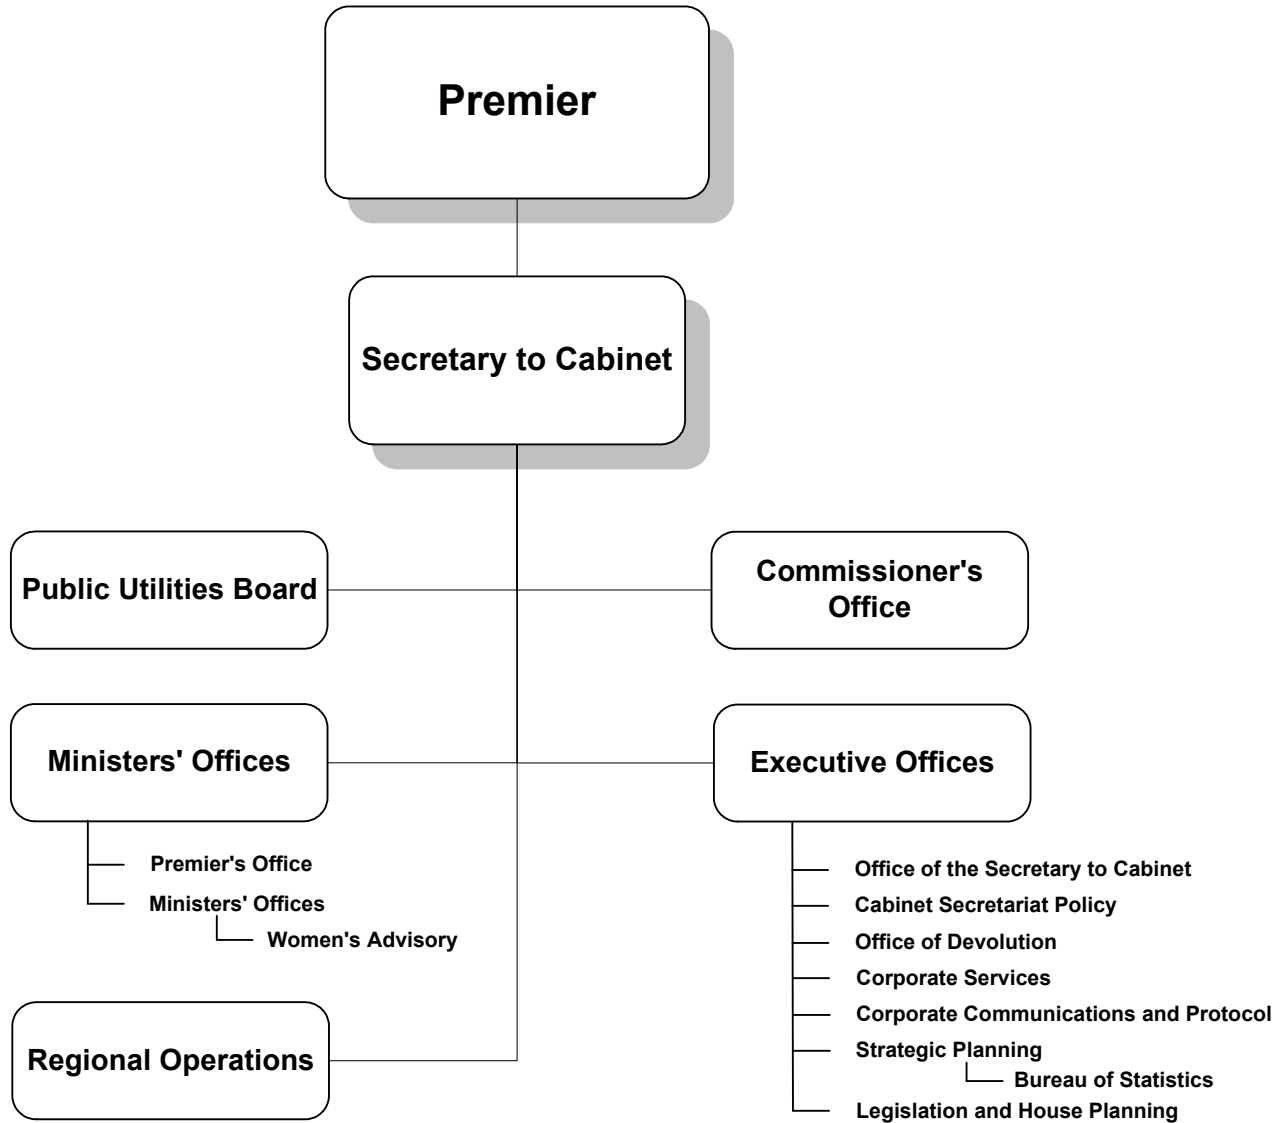 Premier
Secretary to Cabinet
Public Utilities Board
Commissioner's
Office
Ministers' Offices
Premier's Office
Ministers' Offices
Women's Advisory
Executive Offices
Office of the Secretary to Cabinet
Cabinet Secretariat Policy
Office of Devolution
Corporate Services
Corporate Communications and Protocol
Strategic Planning
Bureau of Statistics
Legislation and House Planning
Regional Operations